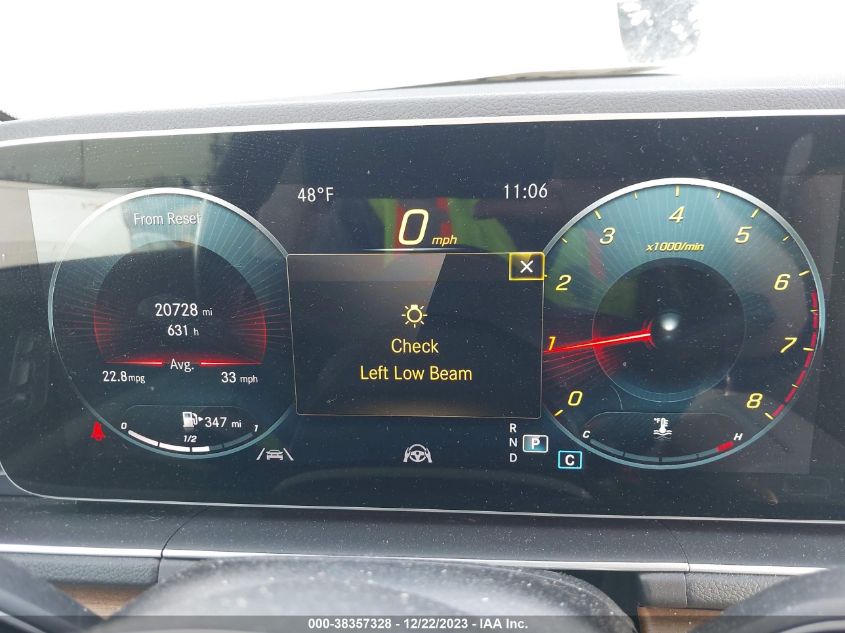 48°F
11:06
From Reset
0 mph
20728 mi
631 h
Avg.
22.8mpg
33 mph
0
1/2
1
347 mi
×
Check
Left Low Beam
R
N
P
D
C
x1000/min
0
1
2
3
4
5
6
7
8
°F
C
H
000-38357328 - 12/22/2023 - IAA Inc.